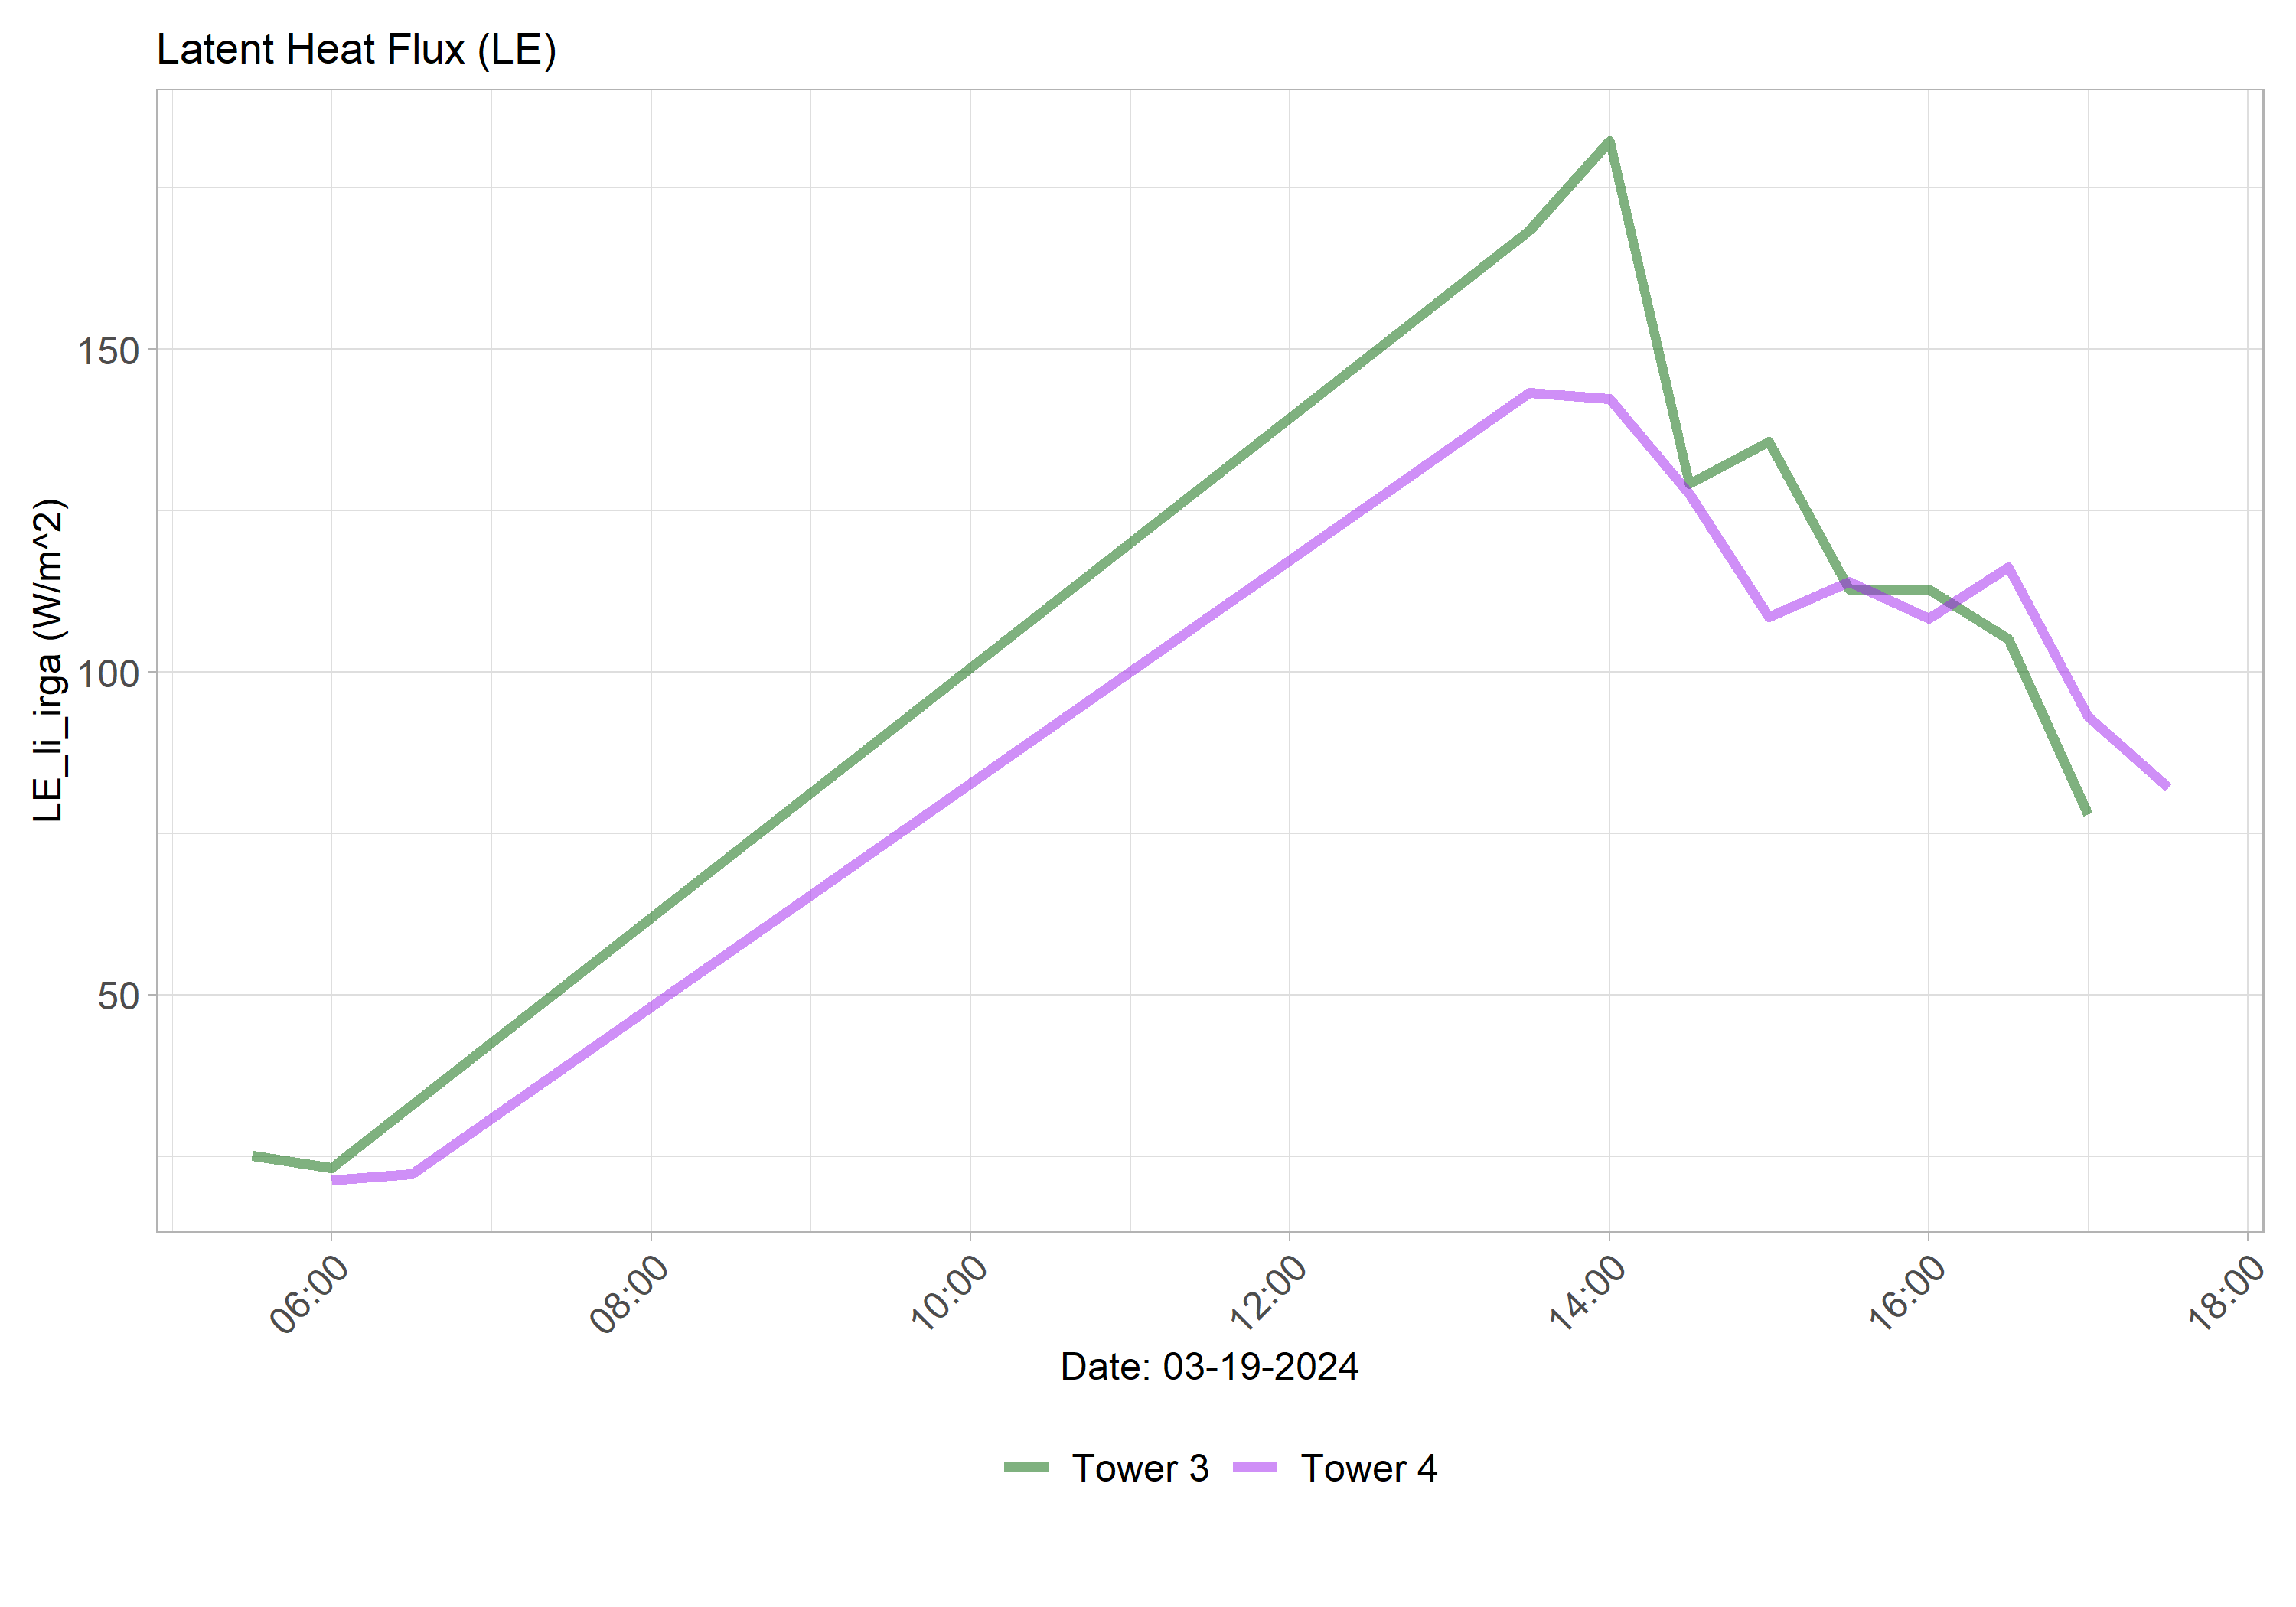 Latent Heat Flux (LE)
LE_li_irga (W/m^2)
150
100
50
06:00
08:00
10:00
12:00
14:00
16:00
18:00
Date: 03-19-2024
Tower 3 Tower 4